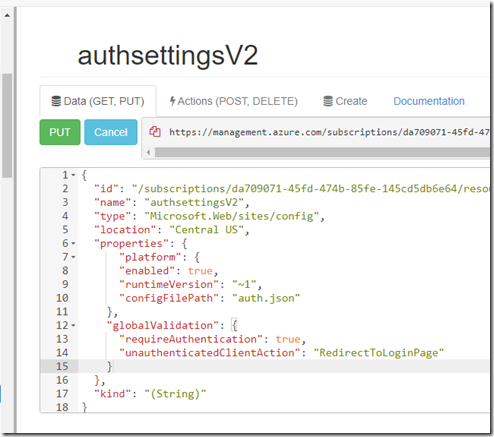 authsettingsV2
Data (GET, PUT) Actions (POST, DELETE) Create Documentation
PUT Cancel https://management.azure.com/subscriptions/da709071-45fd-47
1 {
2 "id": "/subscriptions/da709071-45fd-474b-85fe-145cd5db6e64/resou
3 "name": "authsettingsV2",
4 "type": "Microsoft.Web/sites/config",
5 "location": "Central US",
6 "properties": {
7 "platform": {
8 "enabled": true,
9 "runtimeVersion": "~1",
10 "configFilePath": "auth.json"
11 },
12 "globalValidation": {
13 "requireAuthentication": true,
14 "unauthenticatedClientAction": "RedirectToLoginPage"
15 }
16 },
17 "kind": "(String)"
18 }